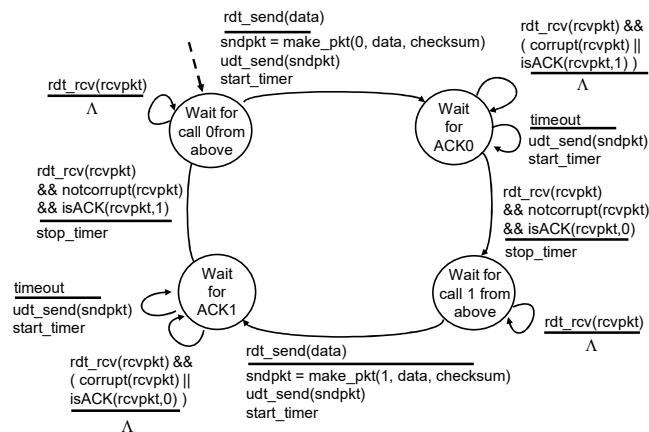 rdt_send(data)
sndpkt = make_pkt(0, data, checksum)
udt_send(sndpkt)
start_timer
rdt_rcv(rcvpkt) &&
( corrupt(rcvpkt) ||
isACK(rcvpkt,1) )
Λ
rdt_rcv(rcvpkt)
Λ
Wait for
call 0from
above
Wait
for
ACK0
timeout
udt_send(sndpkt)
start_timer
rdt_rcv(rcvpkt)
&& notcorrupt(rcvpkt)
&& isACK(rcvpkt,1)
stop_timer
rdt_rcv(rcvpkt)
&& notcorrupt(rcvpkt)
&& isACK(rcvpkt,0)
stop_timer
timeout
udt_send(sndpkt)
start_timer
Wait
for
ACK1
Wait for
call 1 from
above
rdt_rcv(rcvpkt)
Λ
rdt_rcv(rcvpkt) &&
( corrupt(rcvpkt) ||
isACK(rcvpkt,0) )
Λ
rdt_send(data)
sndpkt = make_pkt(1, data, checksum)
udt_send(sndpkt)
start_timer